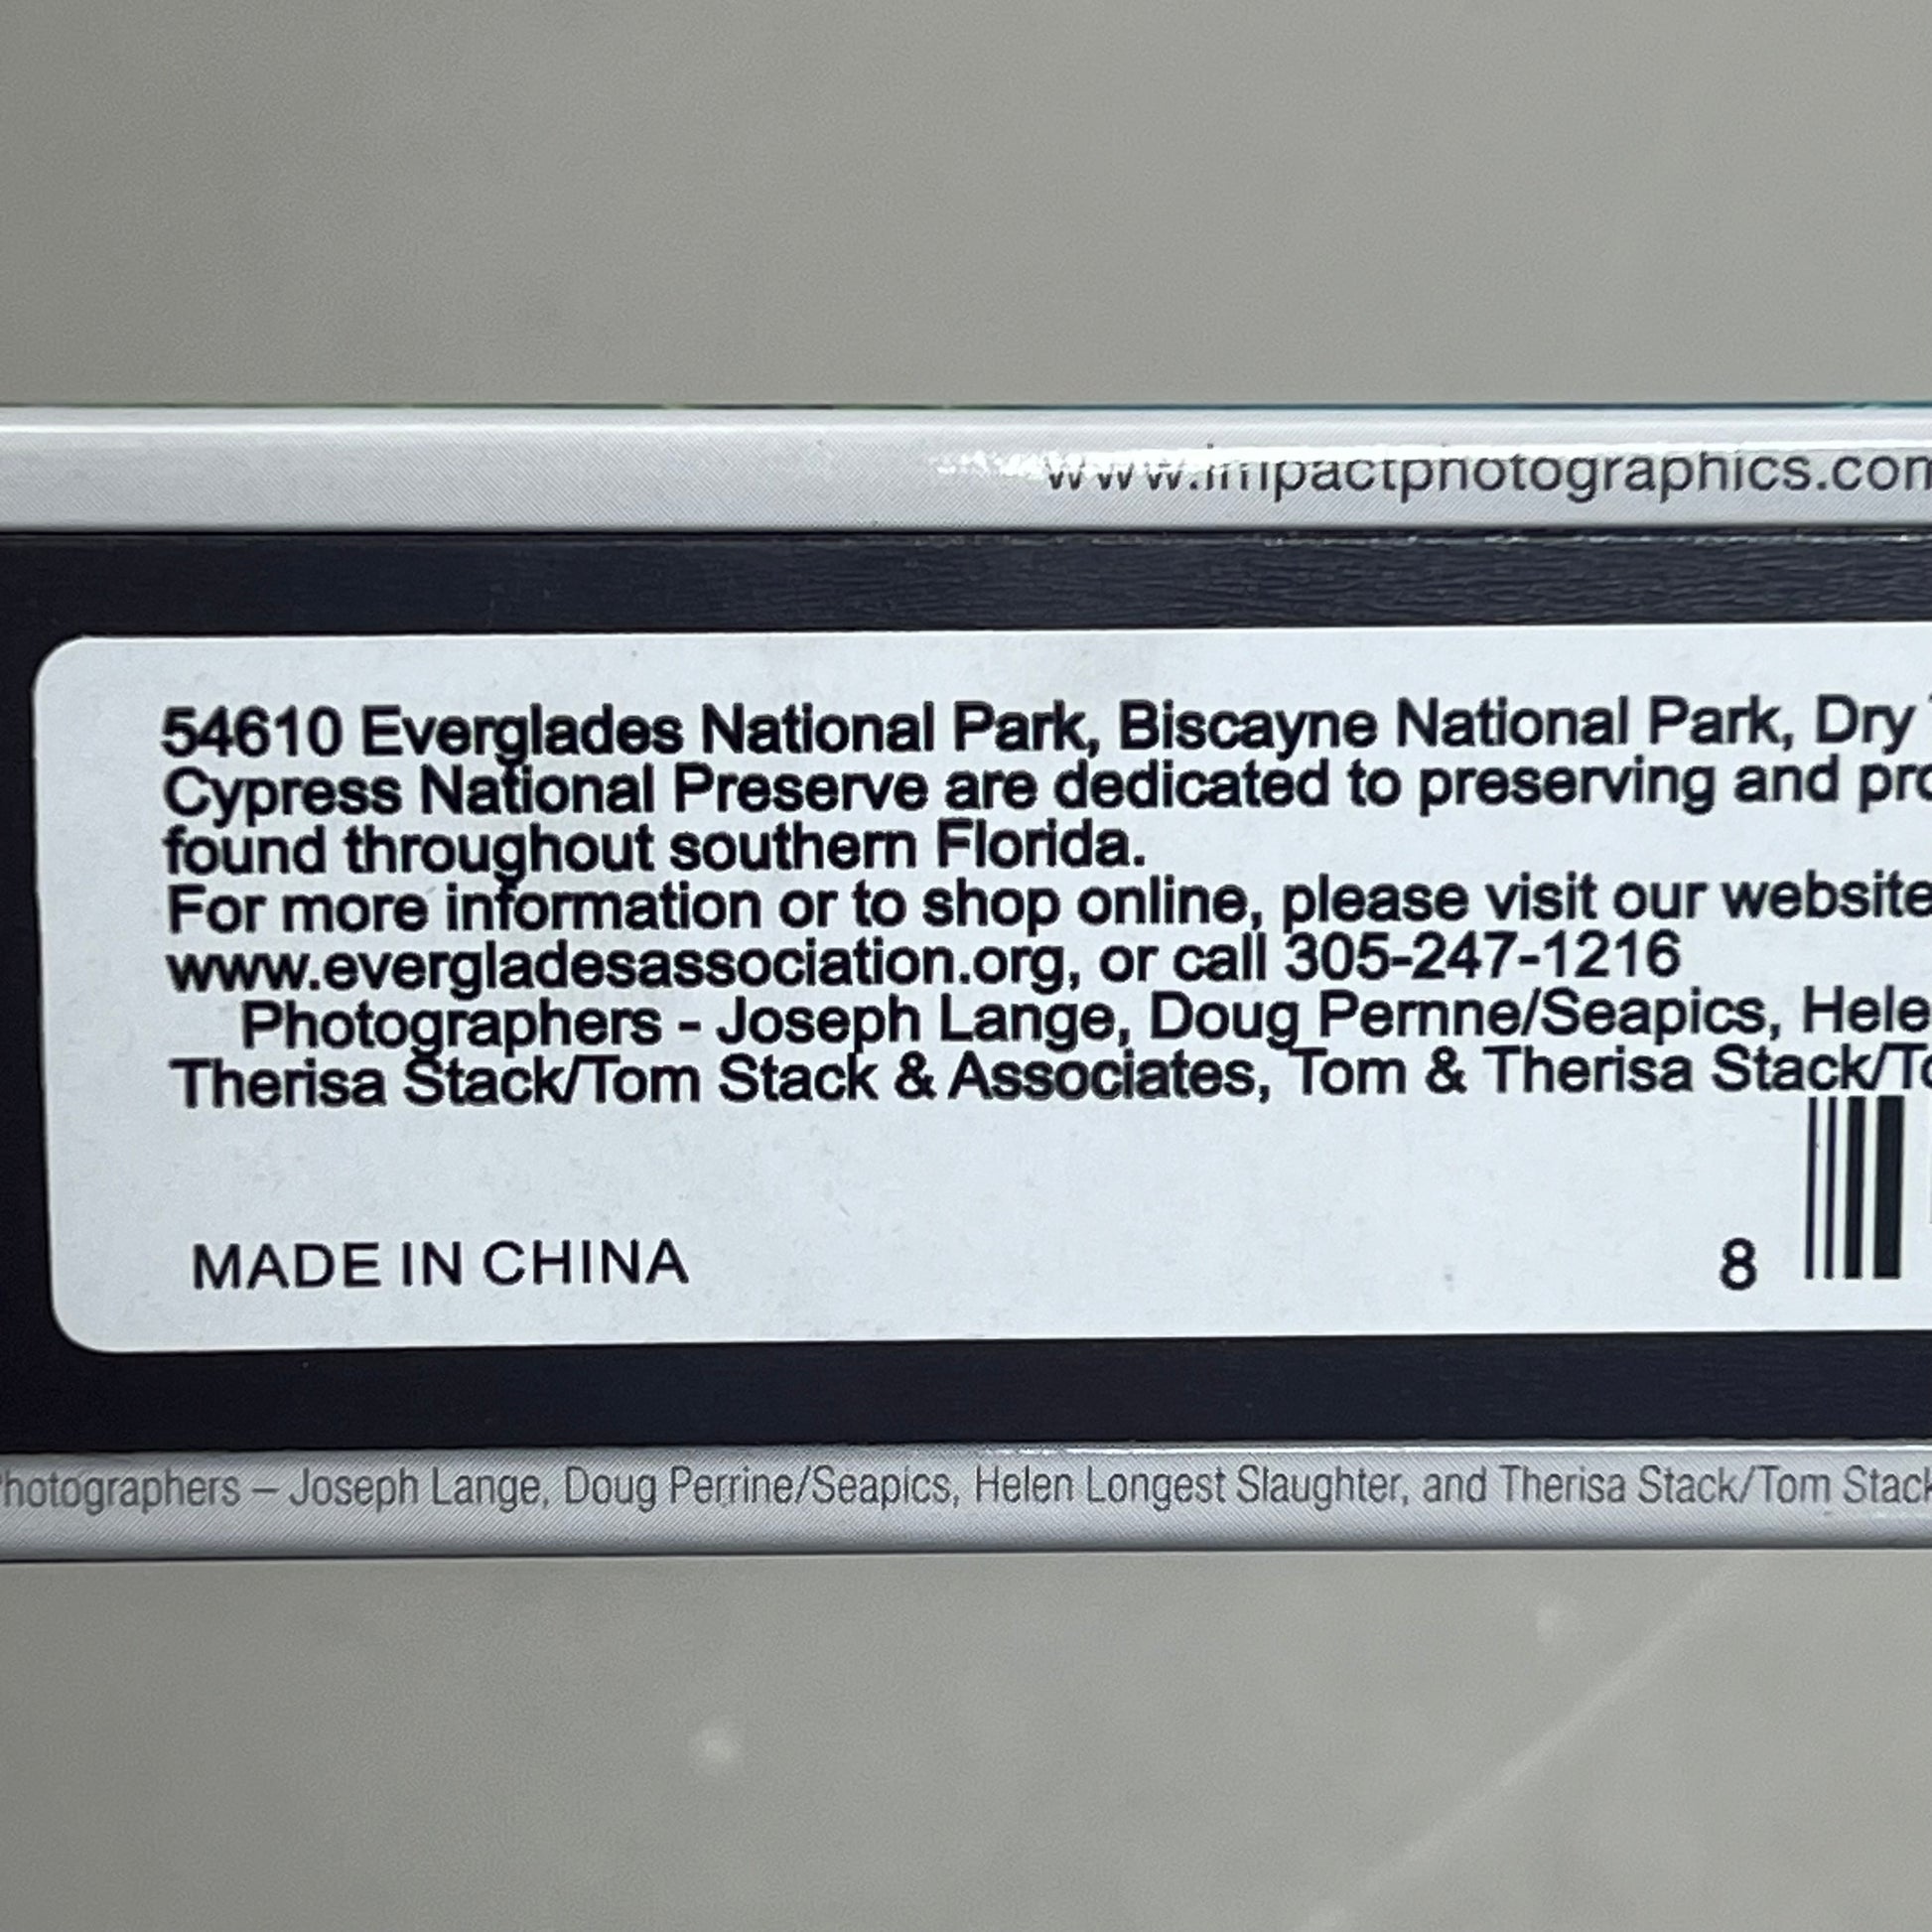 www.impactphotographics.com
54610 Everglades National Park, Biscayne National Park, Dry
Cypress National Preserve are dedicated to preserving and
found throughout southern Florida.
For more information or to shop online, please visit our website
www.evergladesassociation.org, or call 305-247-1216
Photographers - Joseph Lange, Doug Pernne/Seapics,
Therisa Stack/Tom Stack & Associates, Tom & Therisa Stack/
MADE IN CHINA
8
Photographers – Joseph Lange, Doug Perrine/Seapics, Helen Longest Slaughter, and Therisa Stack/Tom Stack